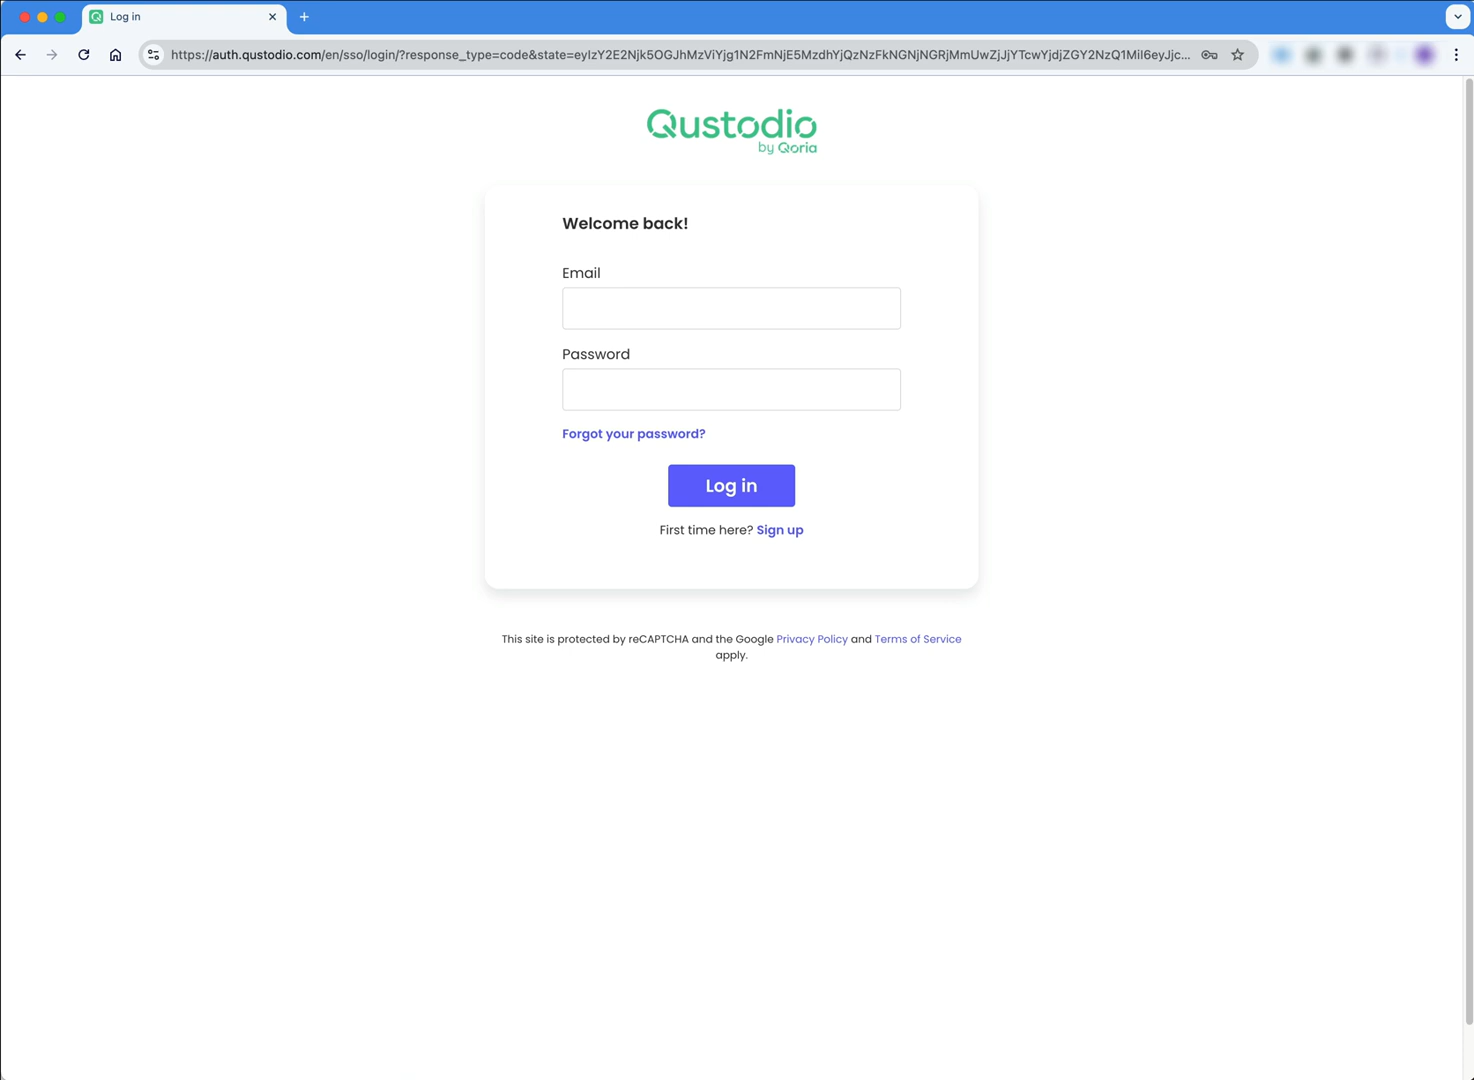 Log in
https://auth.qustodio.com/en/sso/login/?response_type=code&state=eyIzY2E2Njk5OGJhMzViYjg1N2FmNjE5MzdhYjQzNzFkNGNjNGRjMmUwZjJjYTcwYjdjZGY2NzQ1MiI6eyJjc...
Qustodio
by Qoria
Welcome back!
Email
Password
Forgot your password?
Log in
First time here? Sign up
This site is protected by reCAPTCHA and the Google Privacy Policy and Terms of Service
apply.